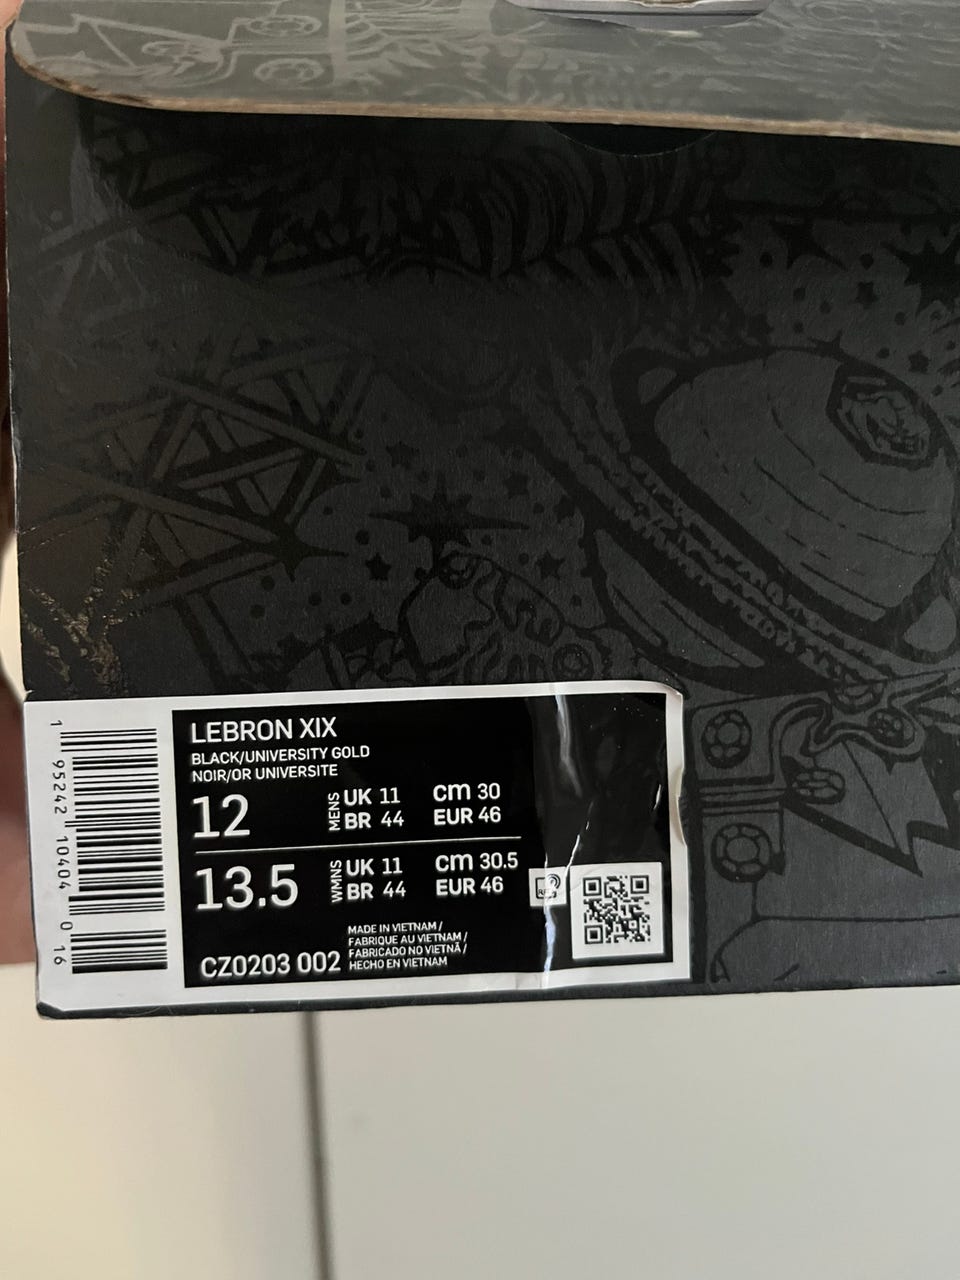 LEBRON XIX
BLACK/UNIVERSITY GOLD
NOIR/OR UNIVERSITE
12 MENS UK 11 cm 30
BR 44 EUR 46
13.5 WMNS UK 11 cm 30.5
BR 44 EUR 46
CZ0203 002
MADE IN VIETNAM /
FABRIQUE AU VIETNAM /
FABRICADO NO VIETNÃ /
HECHO EN VIETNAM
1 95242 10404 0 16